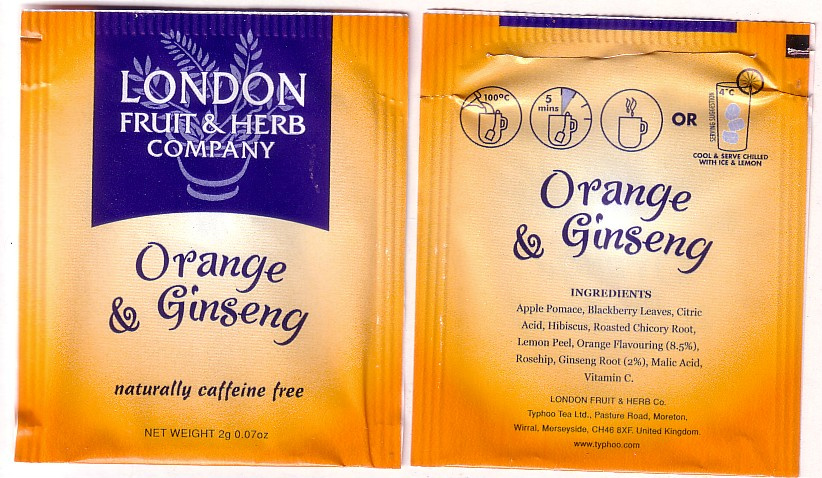 LONDON
FRUIT & HERB
COMPANY
Orange
& Ginseng
naturally caffeine free
NET WEIGHT 2g 0.07oz
100°C
5
mins
OR
4°C
SERVING SUGGESTION
COOL & SERVE CHILLED
WITH ICE & LEMON
Orange
& Ginseng
INGREDIENTS
Apple Pomace, Blackberry Leaves, Citric
Acid, Hibiscus, Roasted Chicory Root,
Lemon Peel, Orange Flavouring (8.5%),
Rosehip, Ginseng Root (2%), Malic Acid,
Vitamin C.
LONDON FRUIT & HERB Co.
Typhoo Tea Ltd., Pasture Road, Moreton,
Wirral, Merseyside, CH46 8XF. United Kingdom.
www.typhoo.com